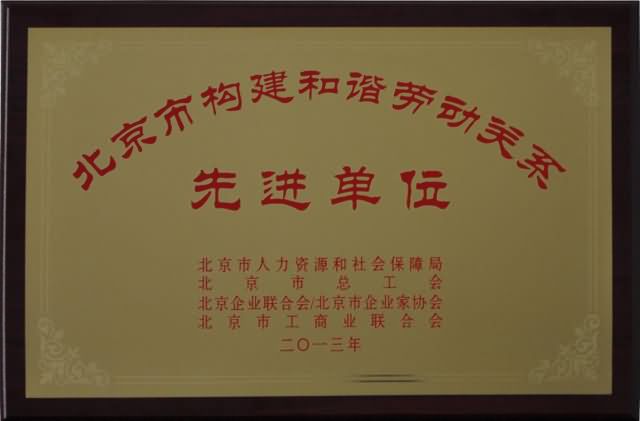 北京市构建和谐劳动关系
先进单位
北京市人力资源和社会保障局
北京市总工会
北京企业联合会/北京市企业家协会
北京市工商业联合会
二〇一三年